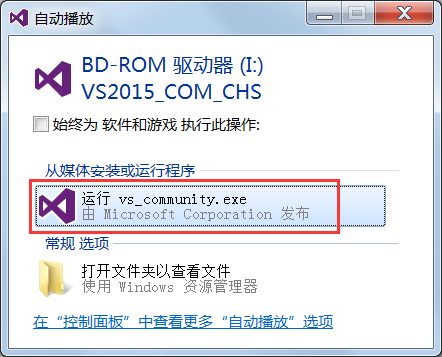 自动播放
BD-ROM 驱动器 (I:)
VS2015_COM_CHS
始终为 软件和游戏 执行此操作:
从媒体安装或运行程序
运行 vs_community.exe
由 Microsoft Corporation 发布
常规 选项
打开文件夹以查看文件
使用 Windows 资源管理器
在“控制面板”中查看更多“自动播放”选项